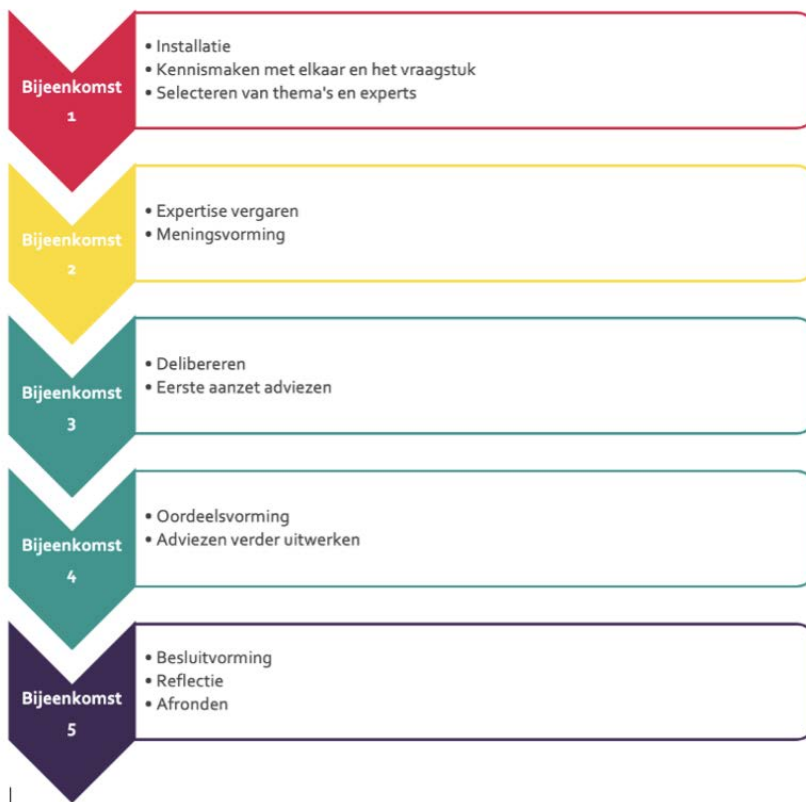 Bijeenkomst
1
• Installatie
• Kennismaken met elkaar en het vraagstuk
• Selecteren van thema's en experts
Bijeenkomst
2
• Expertise vergaren
• Meningsvorming
Bijeenkomst
3
• Delibereren
• Eerste aanzet adviezen
Bijeenkomst
4
• Oordeelsvorming
• Adviezen verder uitwerken
Bijeenkomst
5
• Besluitvorming
• Reflectie
• Afronden